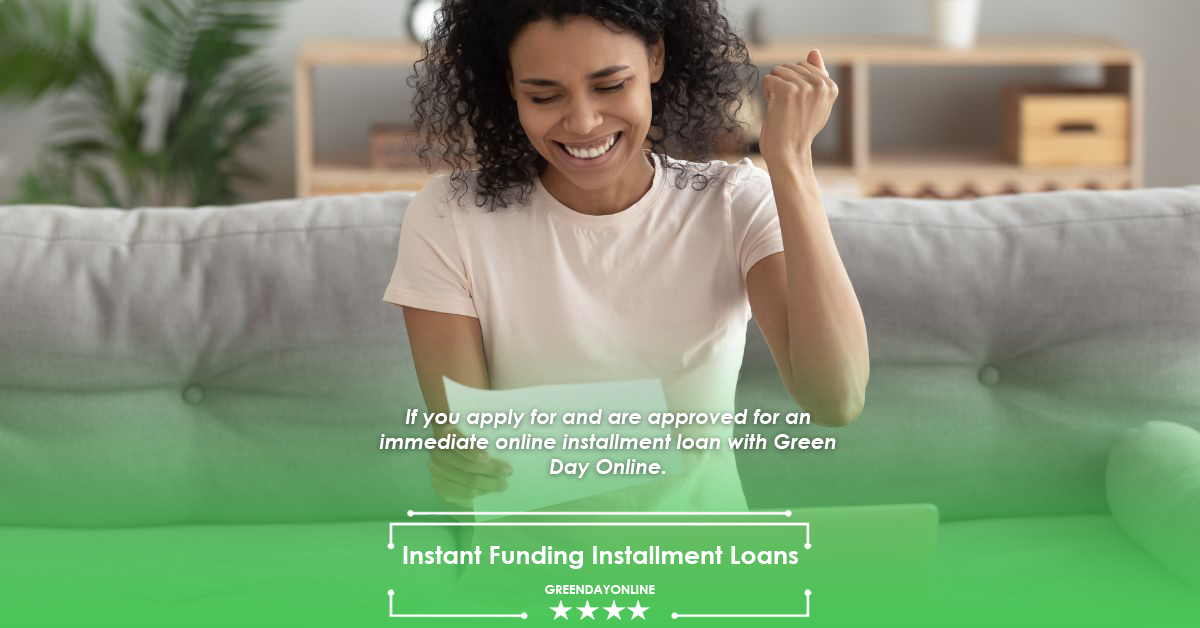 If you apply for and are approved for an
immediate online installment loan with Green
Day Online.
Instant Funding Installment Loans
GREENDAYONLINE